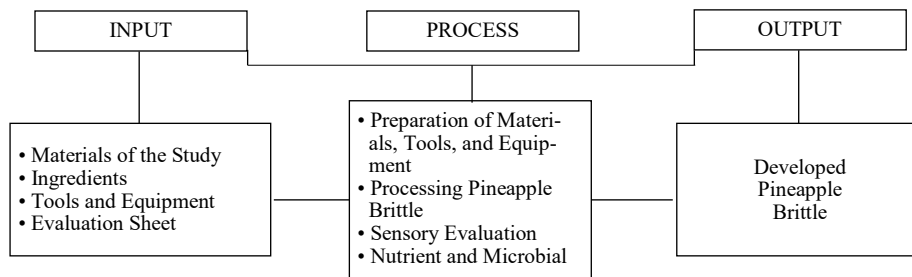 INPUT
PROCESS
OUTPUT
• Materials of the Study
• Ingredients
• Tools and Equipment
• Evaluation Sheet
• Preparation of Materi-
als, Tools, and Equip-
ment
• Processing Pineapple
Brittle
• Sensory Evaluation
• Nutrient and Microbial
Developed
Pineapple
Brittle